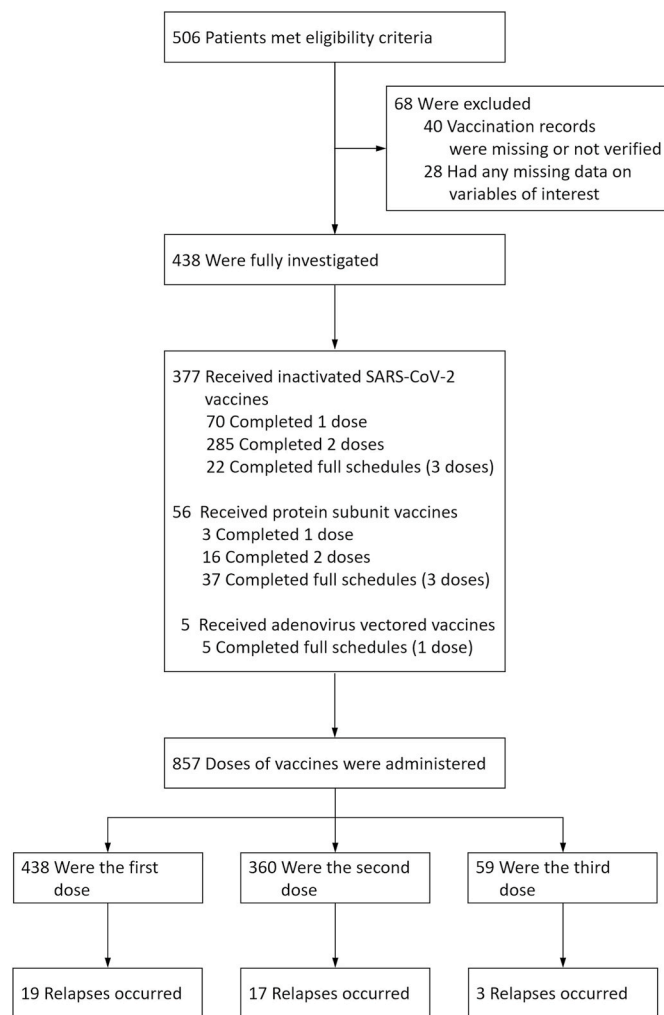 506 Patients met eligibility criteria
68 Were excluded
40 Vaccination records
were missing or not verified
28 Had any missing data on
variables of interest
438 Were fully investigated
377 Received inactivated SARS-CoV-2
vaccines
70 Completed 1 dose
285 Completed 2 doses
22 Completed full schedules (3 doses)
56 Received protein subunit vaccines
3 Completed 1 dose
16 Completed 2 doses
37 Completed full schedules (3 doses)
5 Received adenovirus vectored vaccines
5 Completed full schedules (1 dose)
857 Doses of vaccines were administered
438 Were the first
dose
360 Were the second
dose
59 Were the third
dose
19 Relapses occurred
17 Relapses occurred
3 Relapses occurred